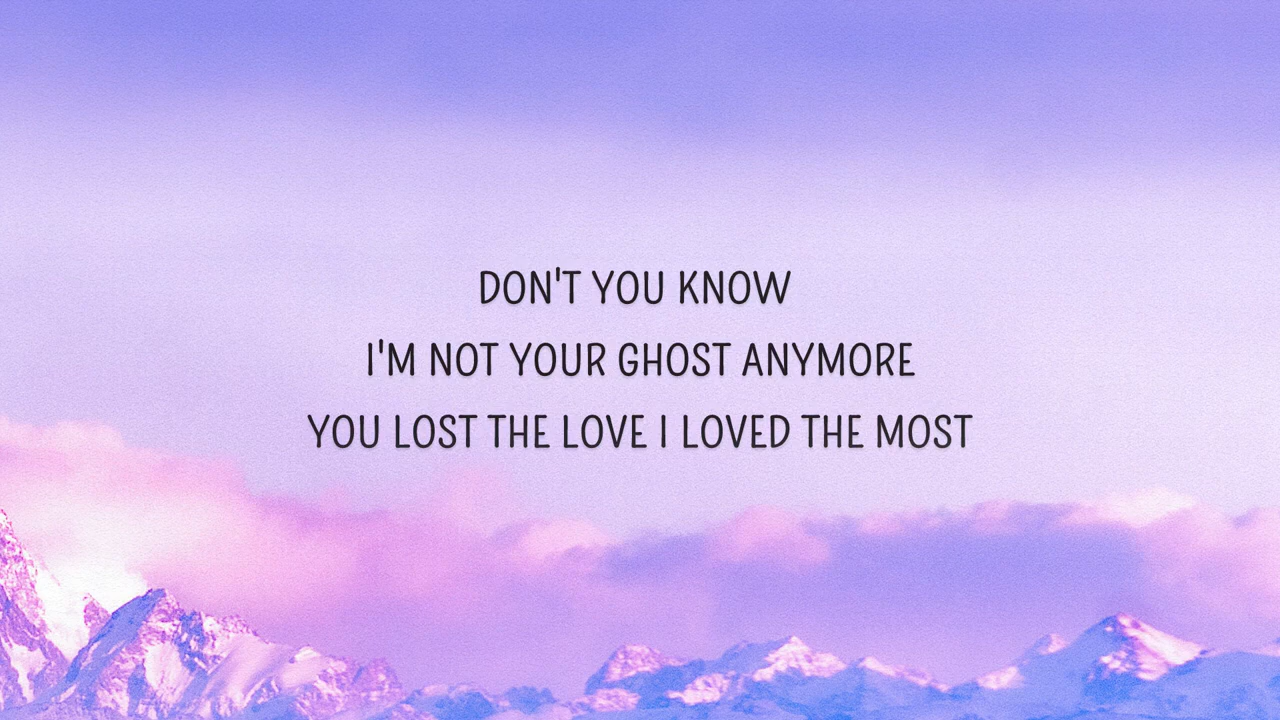 DON'T YOU KNOW
I'M NOT YOUR GHOST ANYMORE
YOU LOST THE LOVE I LOVED THE MOST